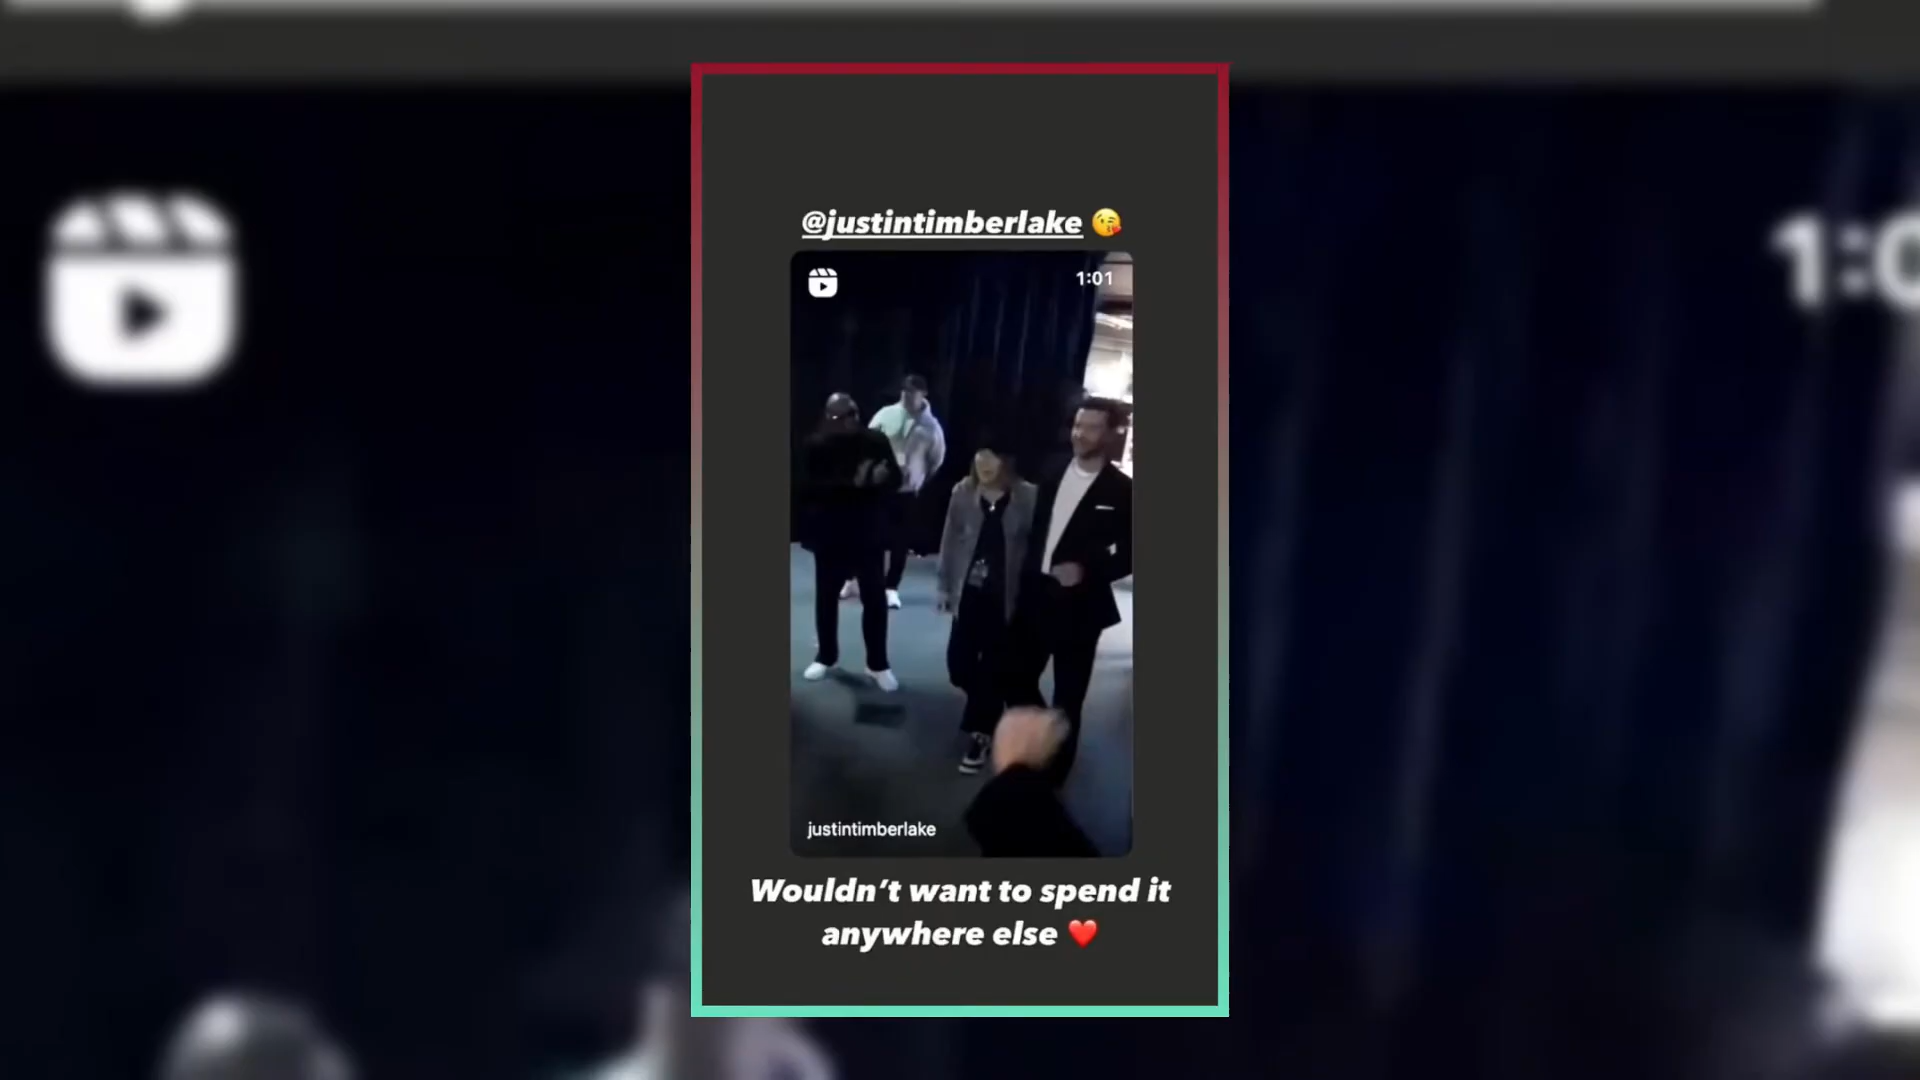 @justintimberlake 😘
1:01
justintimberlake
Wouldn't want to spend it
anywhere else ❤️